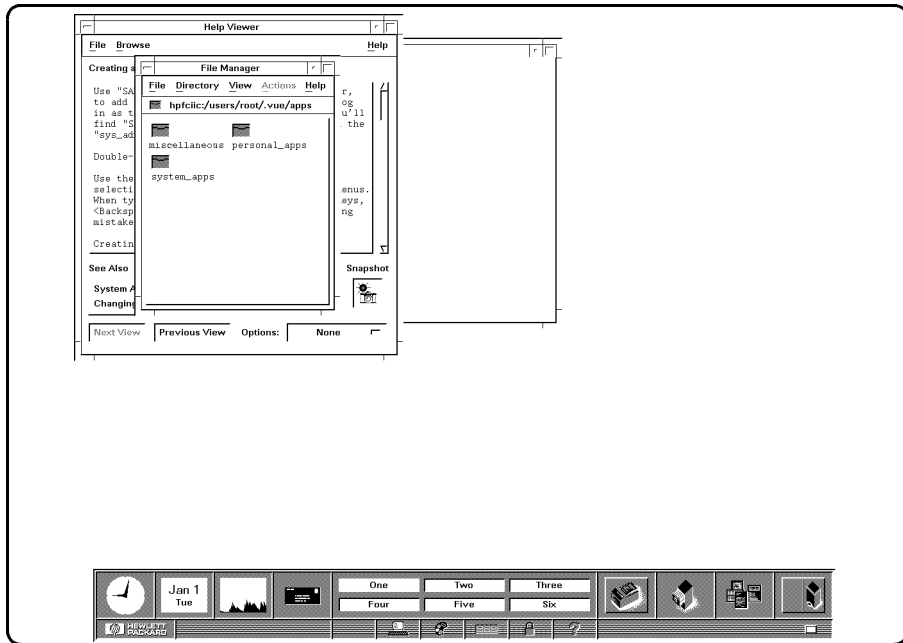 Help Viewer
File Browse Help
Creating a
Use "SA
to add
in as t
find "S
"sys_ad
Double-
Use the
selecti
When ty
<Backsp
mistake
Creatin
r,
og
u'll
the
enus.
eys,
ng
See Also
System A
Changing
Snapshot
Next View Previous View Options: None
File Manager
File Directory View Actions Help
hpfciic:/users/root/.vue/apps
miscellaneous personal_apps
system_apps
Jan 1
Tue
One Two Three
Four Five Six
hp HEWLETT
PACKARD